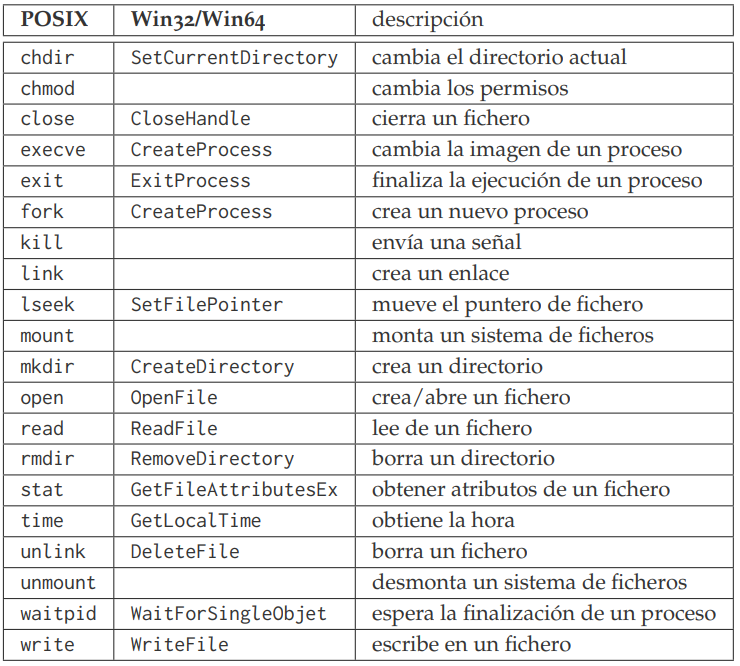 POSIX Win32/Win64 descripción
chdir SetCurrentDirectory cambia el directorio actual
chmod cambia los permisos
close CloseHandle cierra un fichero
execve CreateProcess cambia la imagen de un proceso
exit ExitProcess finaliza la ejecución de un proceso
fork CreateProcess crea un nuevo proceso
kill envía una señal
link crea un enlace
lseek SetFilePointer mueve el puntero de fichero
mount monta un sistema de ficheros
mkdir CreateDirectory crea un directorio
open OpenFile crea/abre un fichero
read ReadFile lee de un fichero
rmdir RemoveDirectory borra un directorio
stat GetFileAttributesEx obtener atributos de un fichero
time GetLocalTime obtiene la hora
unlink DeleteFile borra un fichero
unmount desmonta un sistema de ficheros
waitpid WaitForSingleObjet espera la finalización de un proceso
write WriteFile escribe en un fichero